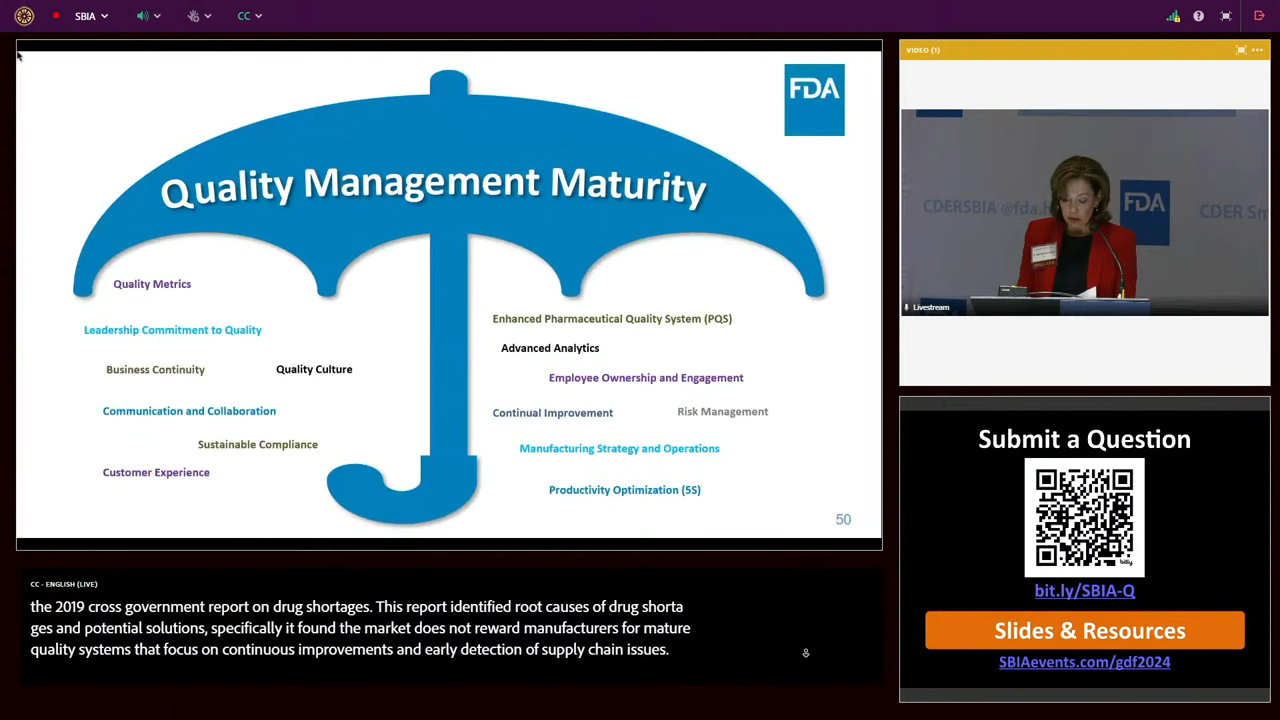 SBIA
CC
FDA
Quality Management Maturity
Quality Metrics
Leadership Commitment to Quality
Business Continuity
Quality Culture
Communication and Collaboration
Sustainable Compliance
Customer Experience
Enhanced Pharmaceutical Quality System (PQS)
Advanced Analytics
Employee Ownership and Engagement
Continual Improvement
Risk Management
Manufacturing Strategy and Operations
Productivity Optimization (5S)
50
CC - ENGLISH (LIVE)
the 2019 cross government report on drug shortages. This report identified root causes of drug shorta
ges and potential solutions, specifically it found the market does not reward manufacturers for mature
quality systems that focus on continuous improvements and early detection of supply chain issues.
VIDEO (1)
CDERSBIA @fda.h
FDA
CDER Sm
Livestream
Submit a Question
bitly
bit.ly/SBIA-Q
Slides & Resources
SBIAevents.com/gdf2024